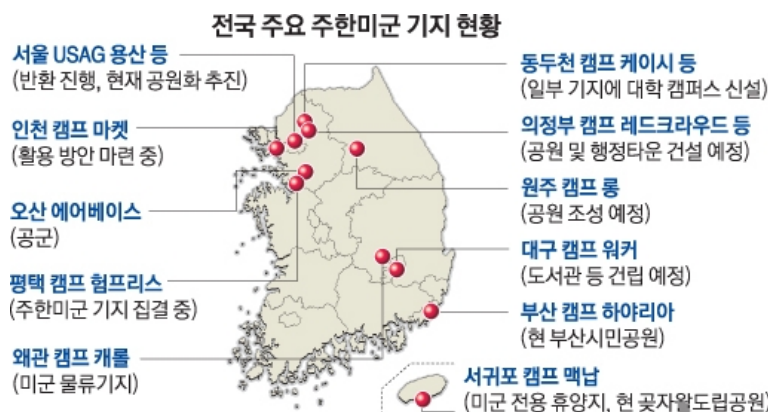 전국 주요 주한미군 기지 현황
서울 USAG 용산 등
(반환 진행, 현재 공원화 추진)
인천 캠프 마켓
(활용 방안 마련 중)
오산 에어베이스
(공군)
평택 캠프 험프리스
(주한미군 기지 집결 중)
왜관 캠프 캐롤
(미군 물류기지)
동두천 캠프 케이시 등
(일부 기지에 대학 캠퍼스 신설)
의정부 캠프 레드크라우드 등
(공원 및 행정타운 건설 예정)
원주 캠프 롱
(공원 조성 예정)
대구 캠프 워커
(도서관 등 건립 예정)
부산 캠프 하야리아
(현 부산시민공원)
서귀포 캠프 맥냅
(미군 전용 휴양지, 현 곶자왈도립공원)